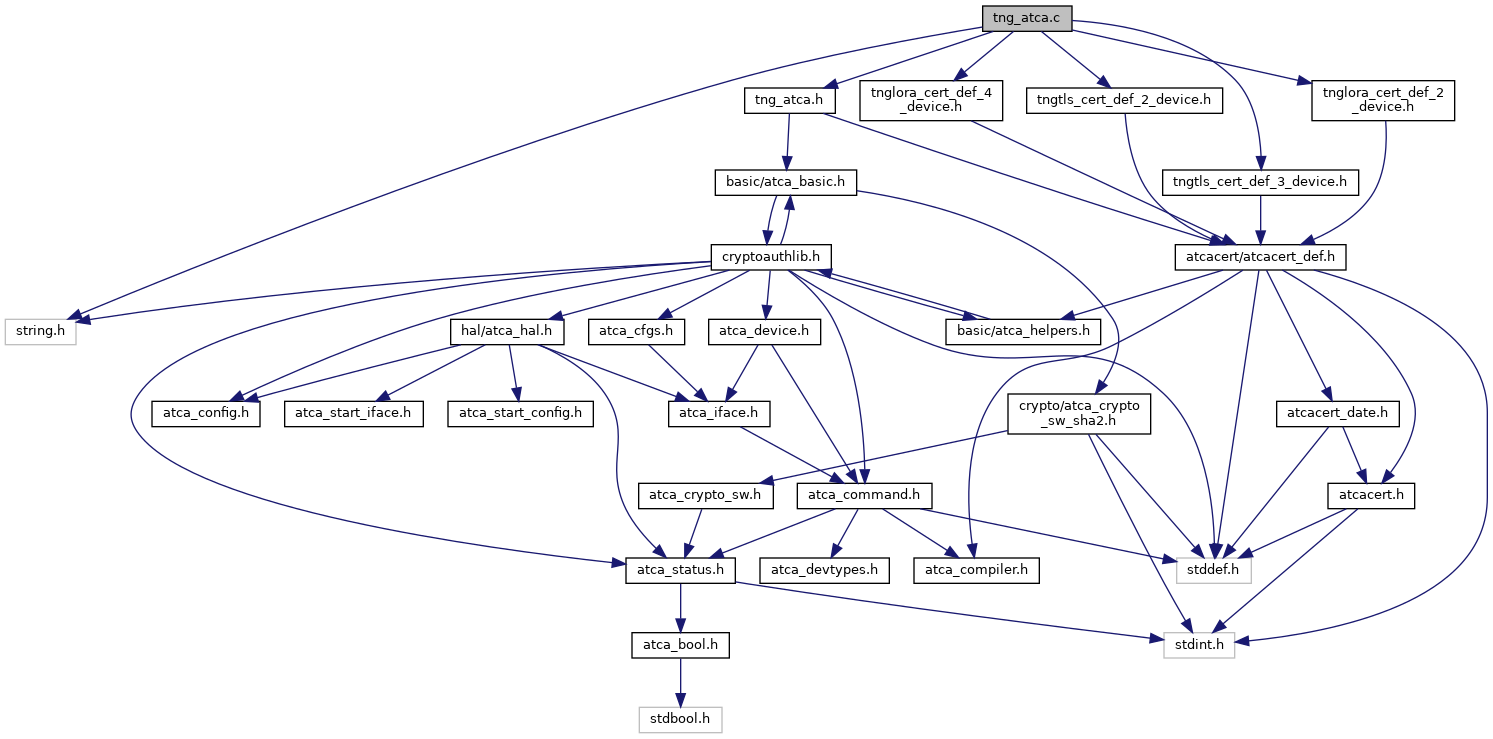 tng_atca.c
tng_atca.h
tnglora_cert_def_4
_device.h
tngtls_cert_def_2_device.h
tnglora_cert_def_2
_device.h
basic/atca_basic.h
tngtls_cert_def_3_device.h
cryptoauthlib.h
atcacert/atcacert_def.h
string.h
hal/atca_hal.h
atca_cfgs.h
atca_device.h
basic/atca_helpers.h
atca_config.h
atca_start_iface.h
atca_start_config.h
atca_iface.h
crypto/atca_crypto
_sw_sha2.h
atcacert_date.h
atca_crypto_sw.h
atca_command.h
atcacert.h
atca_status.h
atca_devtypes.h
atca_compiler.h
stddef.h
atca_bool.h
stdint.h
stdbool.h